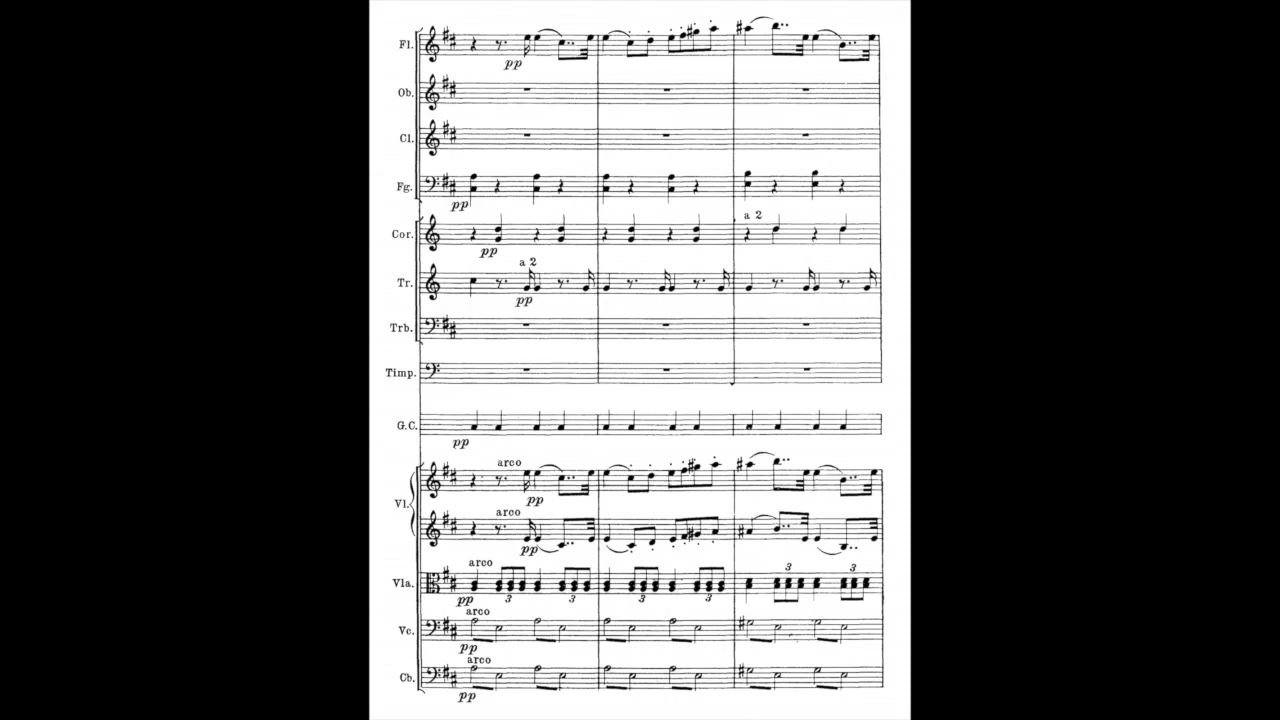 Fl.
pp
Ob.
Cl.
Fg.
pp
a 2
Cor.
pp
a 2
Tr.
pp
Trb.
Timp.
G.C.
pp
arco
Vl.
pp
arco
pp
arco
3 3
Vla.
pp 3 3 3 3
arco
Vc.
pp
arco
Cb.
pp